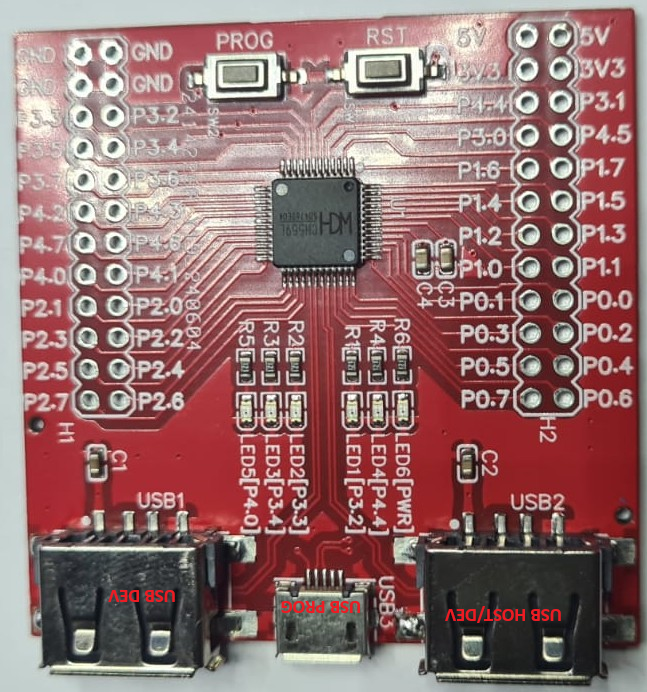 PROG
RST
GND
GND
GND
GND
5V
5V
3V3
3V3
P3.3
P3.2
P4.4
P3.1
P3.5
P3.4
P3.0
P4.5
P3.6
P1.6
P1.7
P4.2
P4.3
P1.4
P1.5
P4.7
P4.6
P1.2
P1.3
P4.0
P4.1
P1.0
P1.1
P2.1
P2.0
P0.1
P0.0
P2.3
P2.2
P0.3
P0.2
P2.5
P2.4
P0.5
P0.4
P2.7
P2.6
P0.7
P0.6
SW2
WCH
CH559L
U1
C4
C3
R5
R3
R2
R1
R4
R6
LED5[P4.0]
LED3[P3.4]
LED2[P3.3]
LED1[P3.2]
LED4[P4.4]
LED6[PWR]
H1
H2
C1
C2
USB1
USB2
USB3
USB DEV
USB PROG
USB HOST/DEV